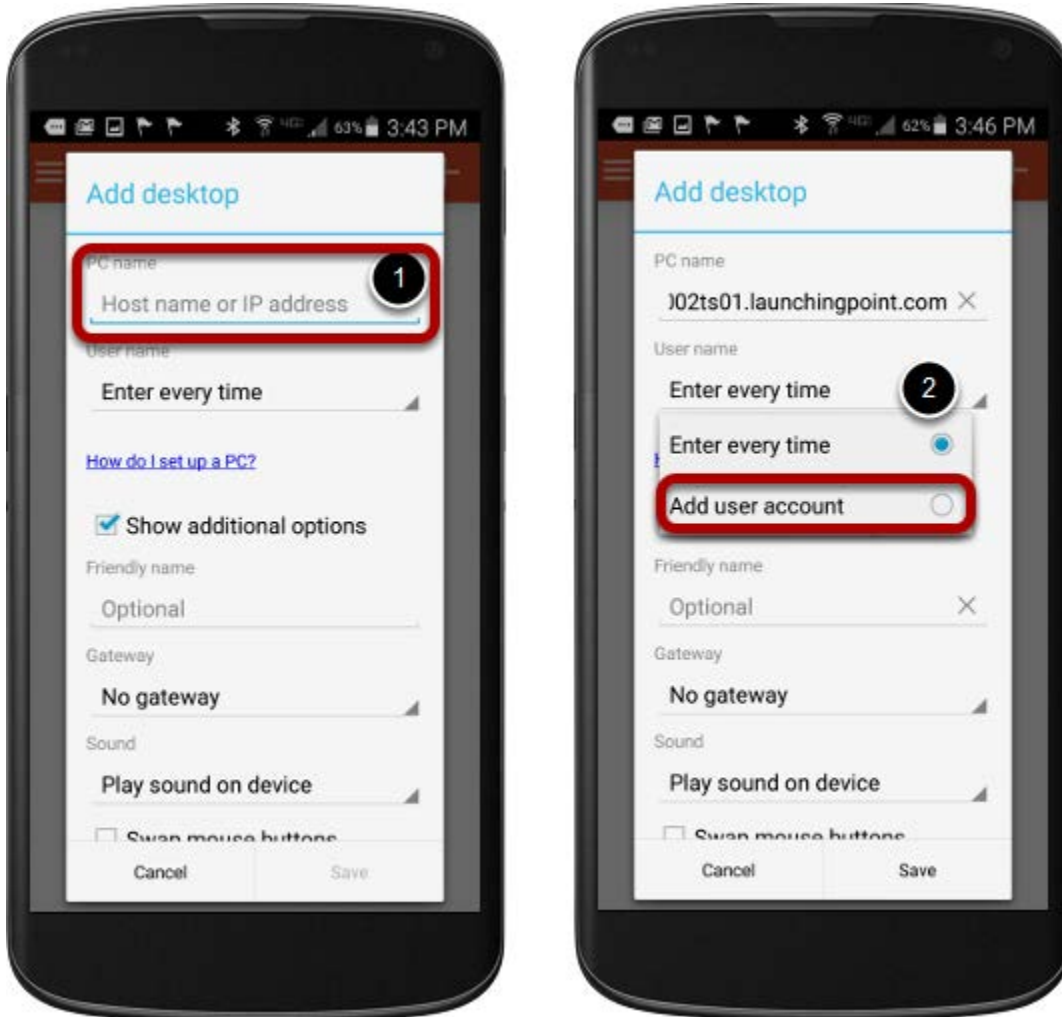 63% 3:43 PM
Add desktop
PC name
1
Host name or IP address
User name
Enter every time
How do I set up a PC?
Show additional options
Friendly name
Optional
Gateway
No gateway
Sound
Play sound on device
Swap mouse buttons
Cancel
Save
62% 3:46 PM
Add desktop
PC name
002ts01.launchingpoint.com
User name
Enter every time
2
Enter every time
Add user account
Friendly name
Optional
Gateway
No gateway
Sound
Play sound on device
Swap mouse buttons
Cancel
Save